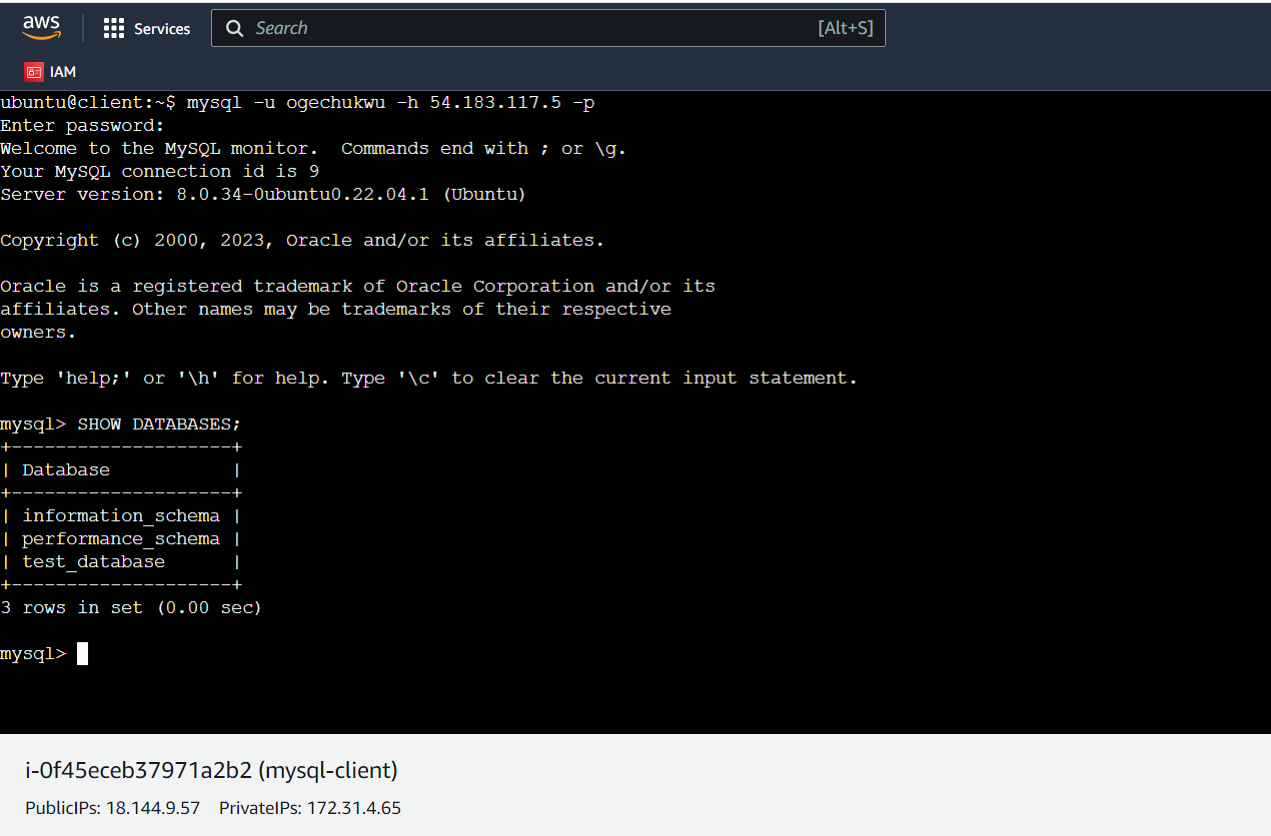 aws Services Search [Alt+S]
IAM
ubuntu@client:~$ mysql -u ogechukwu -h 54.183.117.5 -p
Enter password:
Welcome to the MySQL monitor.  Commands end with ; or \g.
Your MySQL connection id is 9
Server version: 8.0.34-0ubuntu0.22.04.1 (Ubuntu)
Copyright (c) 2000, 2023, Oracle and/or its affiliates.
Oracle is a registered trademark of Oracle Corporation and/or its
affiliates. Other names may be trademarks of their respective
owners.
Type 'help;' or '\h' for help. Type '\c' to clear the current input statement.
mysql> SHOW DATABASES;
+--------------------+
| Database           |
+--------------------+
| information_schema |
| performance_schema |
| test_database      |
+--------------------+
3 rows in set (0.00 sec)
mysql>
i-0f45eceb37971a2b2 (mysql-client)
PublicIPs: 18.144.9.57 PrivateIPs: 172.31.4.65